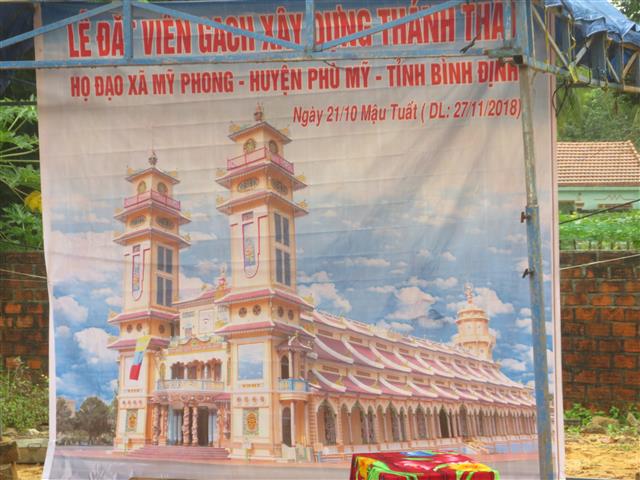 LỄ ĐẶT VIÊN GẠCH XÂY DỰNG THÁNH THẤ
HỌ ĐẠO XÃ MỸ PHONG - HUYỆN PHÙ MỸ - TỈNH BÌNH ĐỊNH
Ngày 21/10 Mậu Tuất ( DL: 27/11/2018)